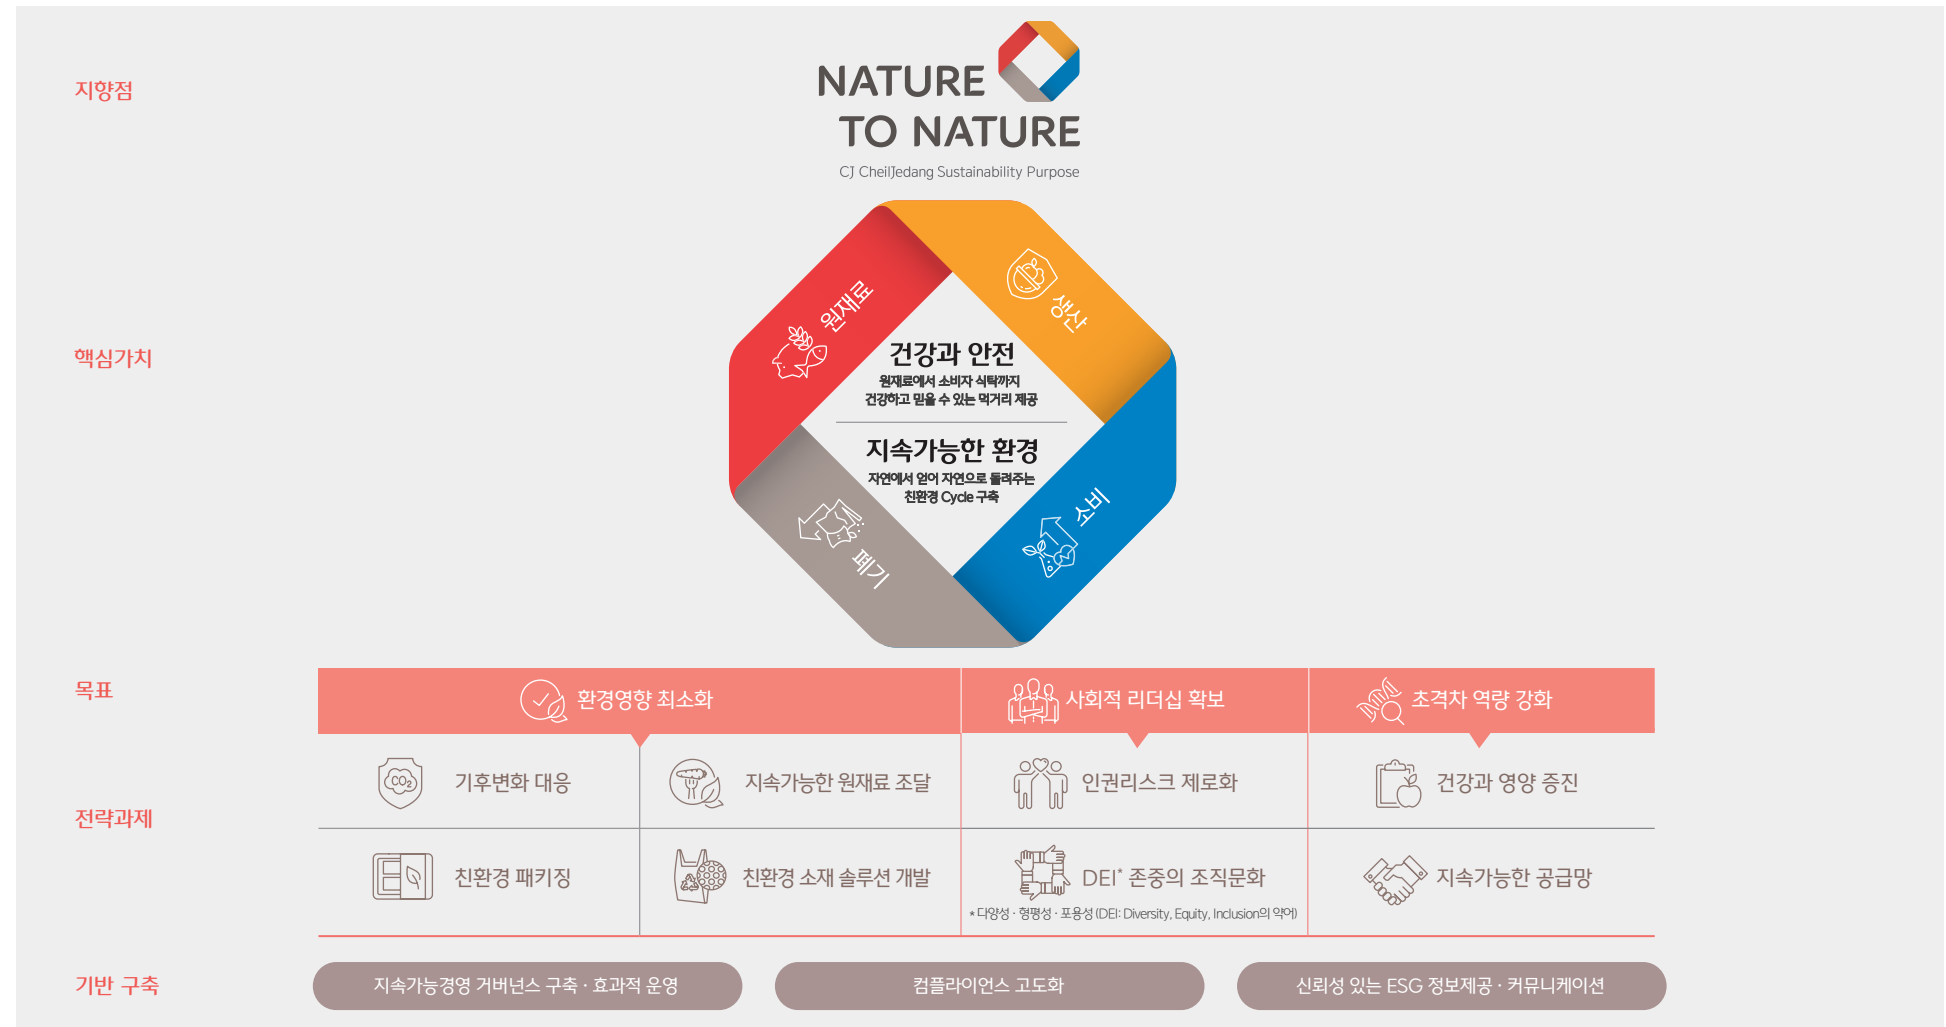 지향점
NATURE
TO NATURE
CJ CheilJedang Sustainability Purpose
핵심가치
원재료
생산
건강과 안전
원재료에서 소비자 식탁까지
건강하고 믿을 수 있는 먹거리 제공
지속가능한 환경
자연에서 얻어 자연으로 돌려주는
친환경 Cycle 구축
소비
폐기
목표
환경영향 최소화
사회적 리더십 확보
초격차 역량 강화
전략과제
CO2
기후변화 대응
지속가능한 원재료 조달
인권리스크 제로화
건강과 영양 증진
친환경 패키징
친환경 소재 솔루션 개발
DEI* 존중의 조직문화
지속가능한 공급망
* 다양성 · 형평성 · 포용성 (DEI: Diversity, Equity, Inclusion의 약어)
기반 구축
지속가능경영 거버넌스 구축 · 효과적 운영
컴플라이언스 고도화
신뢰성 있는 ESG 정보제공 · 커뮤니케이션